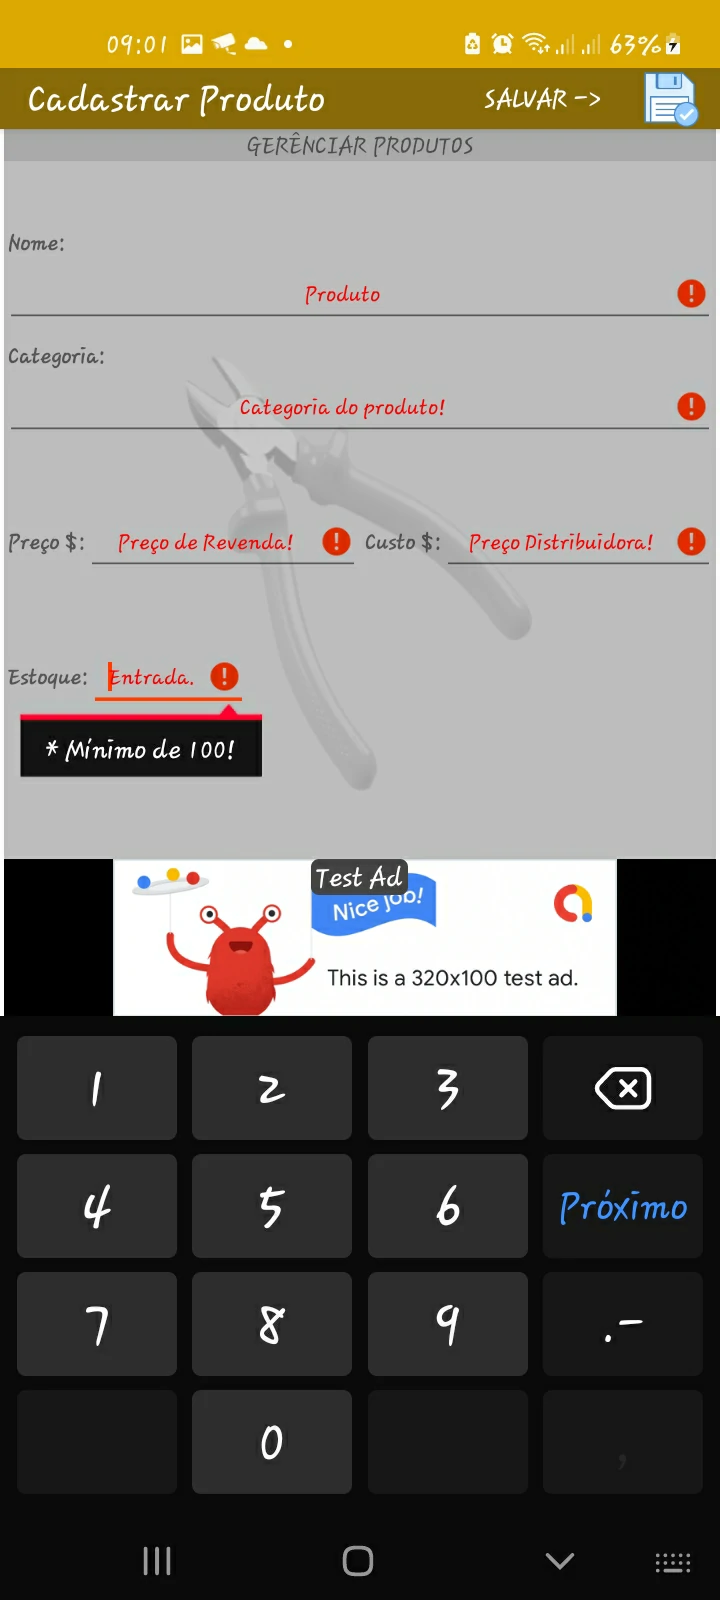 09:01 63%
Cadastrar Produto SALVAR ->
GERÊNCIAR PRODUTOS
Nome:
Produto
Categoria:
Categoria do produto!
Preço $: Preço de Revenda! Custo $: Preço Distribuidora!
Estoque: Entrada.
* Mínimo de 100!
Test Ad
Nice job!
This is a 320x100 test ad.
1 2 3
4 5 6 Próximo
7 8 9 .-
0 ,